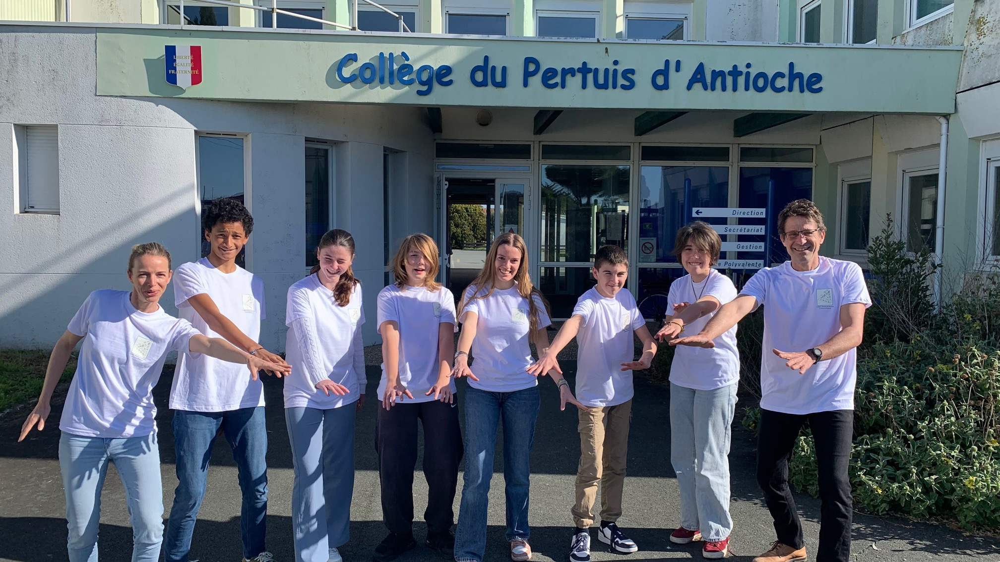 LIBERTÉ
ÉGALITÉ
FRATERNITÉ
Collège du Pertuis d'Antioche
Direction
Secrétariat
Gestion
e Polyvalente